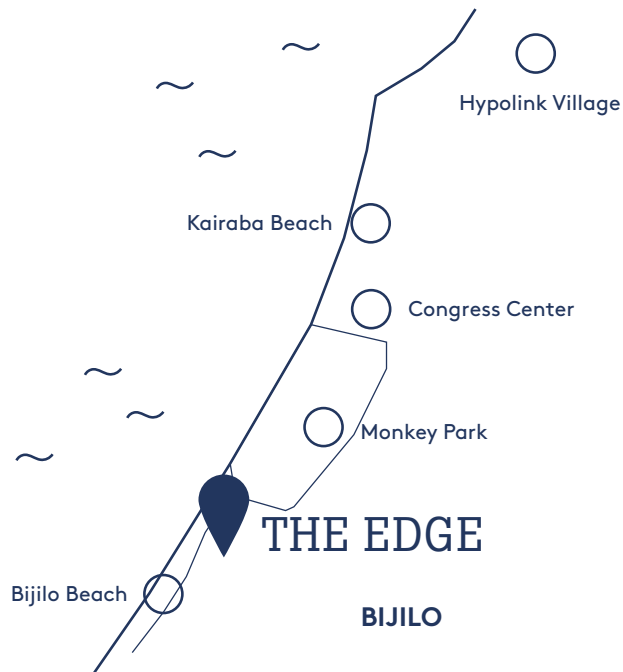 Hypolink Village
Kairaba Beach
Congress Center
Monkey Park
THE EDGE
Bijilo Beach
BIJILO